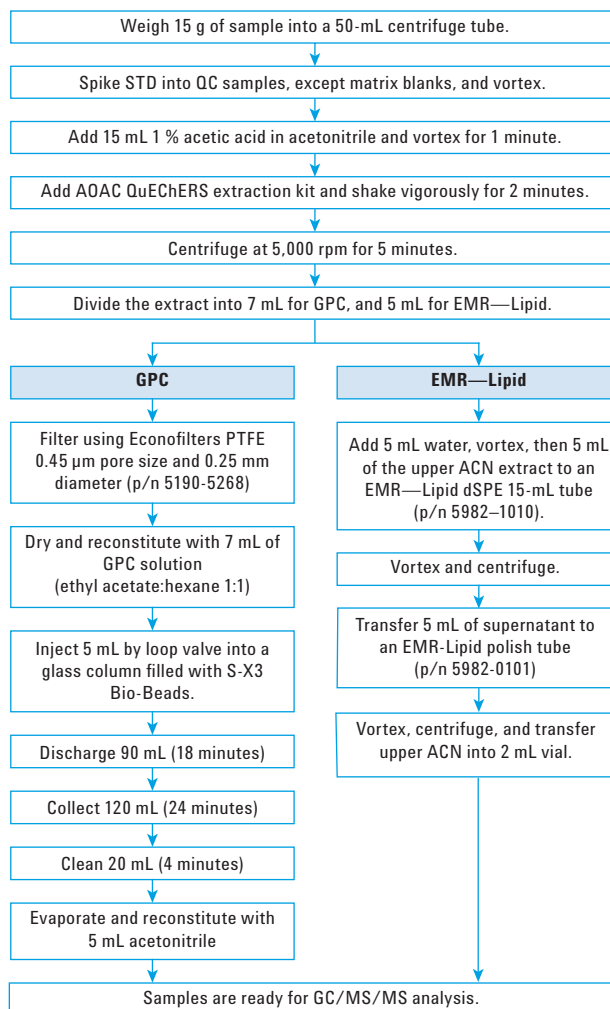 Weigh 15 g of sample into a 50-mL centrifuge tube.
Spike STD into QC samples, except matrix blanks, and vortex.
Add 15 mL 1 % acetic acid in acetonitrile and vortex for 1 minute.
Add AOAC QuEChERS extraction kit and shake vigorously for 2 minutes.
Centrifuge at 5,000 rpm for 5 minutes.
Divide the extract into 7 mL for GPC, and 5 mL for EMR—Lipid.
GPC
Filter using Econofilters PTFE
0.45 µm pore size and 0.25 mm
diameter (p/n 5190-5268)
Dry and reconstitute with 7 mL of
GPC solution
(ethyl acetate:hexane 1:1)
Inject 5 mL by loop valve into a
glass column filled with S-X3
Bio-Beads.
Discharge 90 mL (18 minutes)
Collect 120 mL (24 minutes)
Clean 20 mL (4 minutes)
Evaporate and reconstitute with
5 mL acetonitrile
EMR—Lipid
Add 5 mL water, vortex, then 5 mL
of the upper ACN extract to an
EMR—Lipid dSPE 15-mL tube
(p/n 5982–1010).
Vortex and centrifuge.
Transfer 5 mL of supernatant to
an EMR-Lipid polish tube
(p/n 5982-0101)
Vortex, centrifuge, and transfer
upper ACN into 2 mL vial.
Samples are ready for GC/MS/MS analysis.